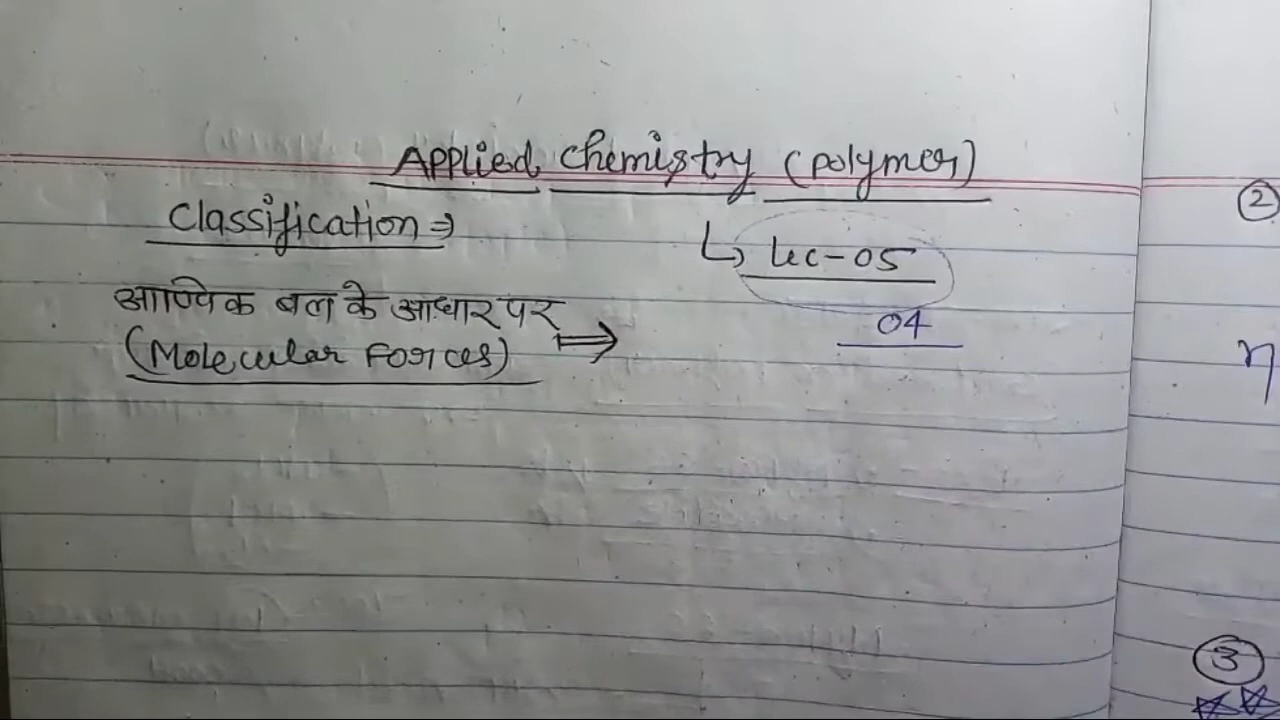 Applied Chemistry (polymer)
Classification ⇒
↳ Lec-05
04
आण्विक बल के आधार पर
(Molecular Forces) ⇒
2
η
3